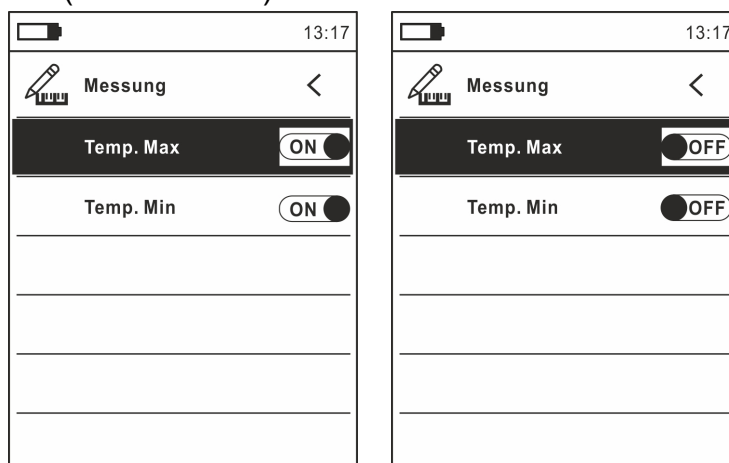 13:17
Messung
Temp. Max ON
Temp. Min ON
13:17
Messung
Temp. Max OFF
Temp. Min OFF